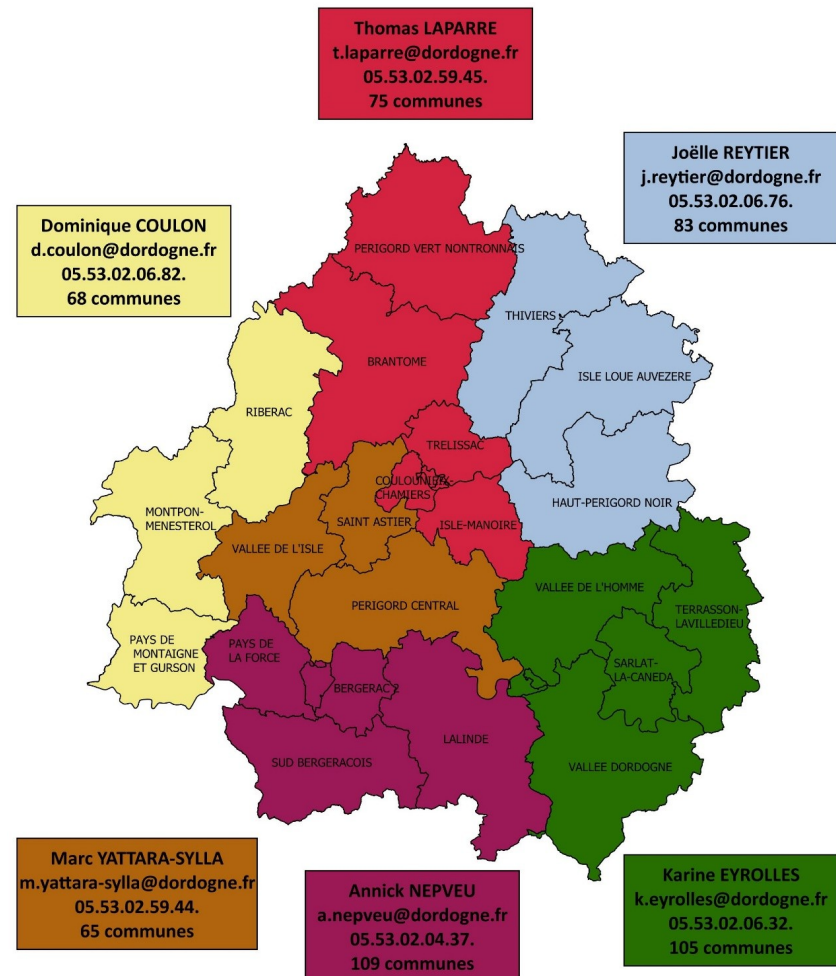 Thomas LAPARRE
t.laparre@dordogne.fr
05.53.02.59.45.
75 communes
Joëlle REYTIER
j.reytier@dordogne.fr
05.53.02.06.76.
83 communes
Dominique COULON
d.coulon@dordogne.fr
05.53.02.06.82.
68 communes
PERIGORD VERT NONTRONNAIS
THIVIERS
BRANTOME
ISLE LOUE AUVEZERE
RIBERAC
TRELISSAC
COULOUNIEIX-
CHAMIERS
HAUT-PERIGORD NOIR
MONTPON-
MENESTEROL
SAINT ASTIER
ISLE-MANOIRE
VALLEE DE L'ISLE
VALLEE DE L'HOMME
PERIGORD CENTRAL
TERRASSON-
LAVILLEDIEU
PAYS DE
MONTAIGNE
ET GURSON
PAYS DE
LA FORCE
SARLAT-
LA-CANEDA
BERGERAC 2
LALINDE
SUD BERGERACOIS
VALLEE DORDOGNE
Marc YATTARA-SYLLA
m.yattara-sylla@dordogne.fr
05.53.02.59.44.
65 communes
Annick NEPVEU
a.nepveu@dordogne.fr
05.53.02.04.37.
109 communes
Karine EYROLLES
k.eyrolles@dordogne.fr
05.53.02.06.32.
105 communes